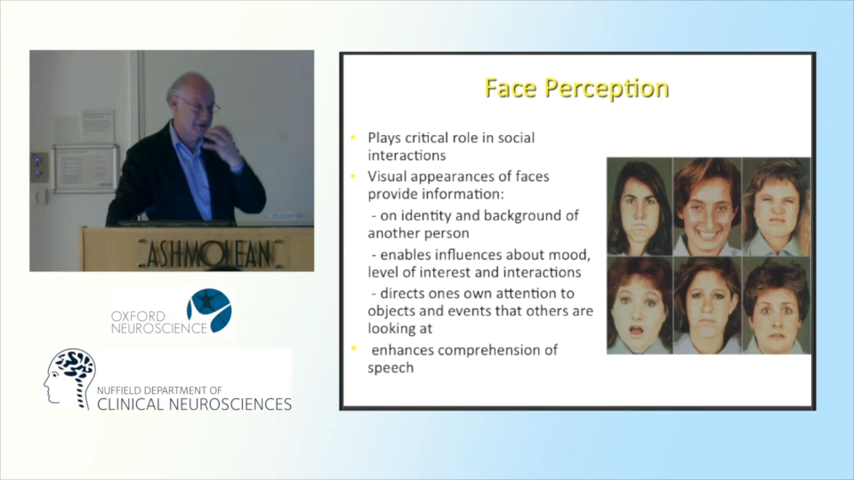 ASHMOLEAN
OXFORD
NEUROSCIENCE
NUFFIELD DEPARTMENT OF
CLINICAL NEUROSCIENCES
Face Perception
• Plays critical role in social
interactions
• Visual appearances of faces
provide information:
- on identity and background of
another person
- enables influences about mood,
level of interest and interactions
- directs ones own attention to
objects and events that others are
looking at
• enhances comprehension of
speech